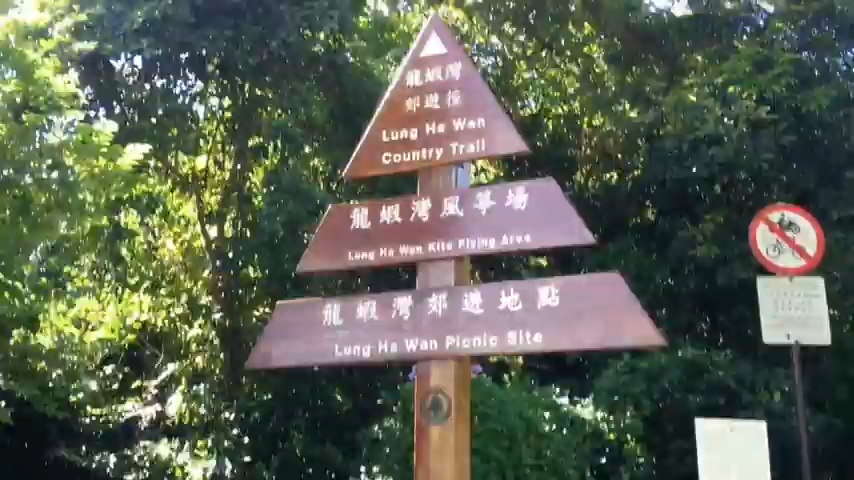 龍蝦灣
郊遊徑
Lung Ha Wan
Country Trail
龍蝦灣風箏場
Lung Ha Wan Kite Flying Area
龍蝦灣郊遊地點
Lung Ha Wan Picnic Site